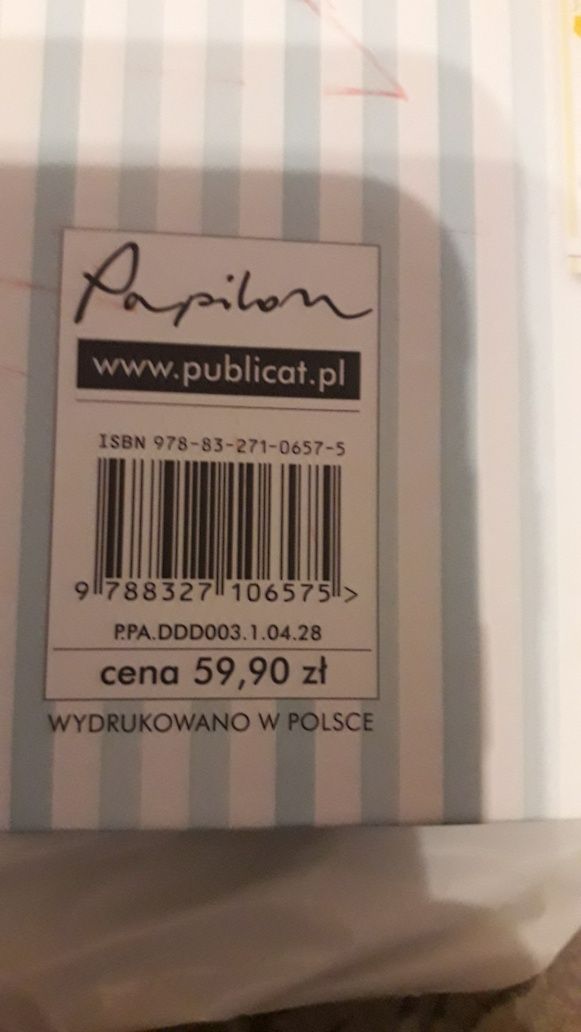 Papilon
www.publicat.pl
ISBN 978-83-271-0657-5
9 788327 106575 >
P.PA.DDD003.1.04.28
cena 59,90 zł
WYDRUKOWANO W POLSCE